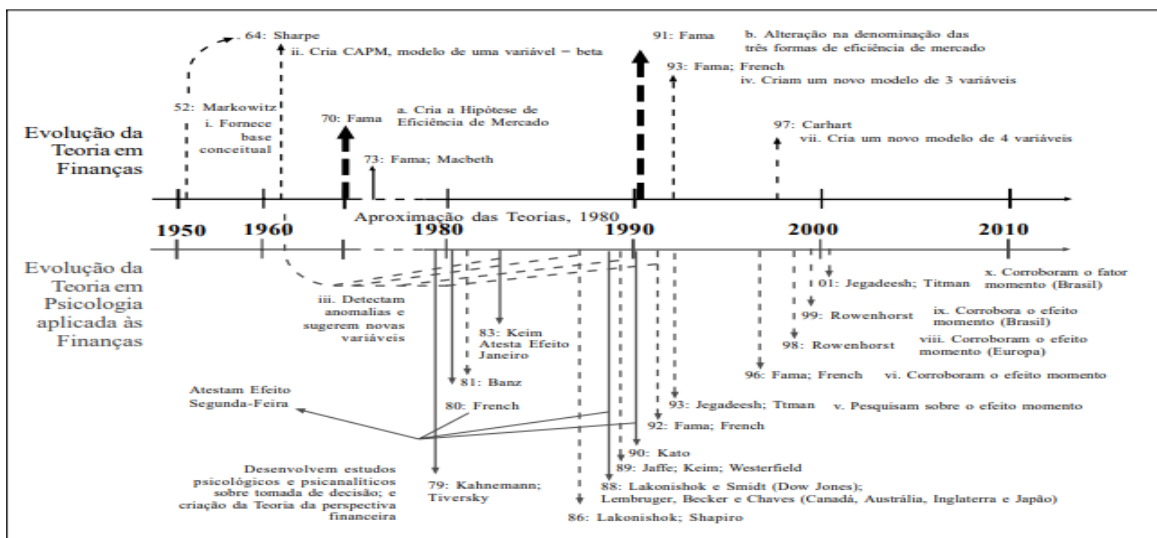 64: Sharpe
ii. Cria CAPM, modelo de uma variável – beta
91: Fama
b. Alteração na denominação das
três formas de eficiência de mercado
93: Fama; French
iv. Criam um novo modelo de 3 variáveis
52: Markowitz
i. Fornece
base
conceitual
70: Fama
a. Cria a Hipótese de
Eficiência de Mercado
97: Carhart
vii. Cria um novo modelo de 4 variáveis
Evolução da
Teoria em
Finanças
73: Fama; Macbeth
Aproximação das Teorias, 1980
1950 1960 1980 1990 2000 2010
Evolução da
Teoria em
Psicologia
aplicada às
Finanças
iii. Detectam
anomalias e
sugerem novas
variáveis
01: Jegadeesh; Titman
x. Corroboram o fator
momento (Brasil)
99: Rowenhorst
ix. Corrobora o efeito
momento (Brasil)
83: Keim
Atesta Efeito
Janeiro
98: Rowenhorst
viii. Corroboram o efeito
momento (Europa)
96: Fama; French
vi. Corroboram o efeito momento
81: Banz
Atestam Efeito
Segunda-Feira
80: French
93: Jegadeesh; Ttman
v. Pesquisam sobre o efeito momento
92: Fama; French
90: Kato
89: Jaffe; Keim; Westerfield
Desenvolvem estudos
psicológicos e psicanalíticos
sobre tomada de decisão; e
criação da Teoria da perspectiva
financeira
79: Kahnemann;
Tiversky
88: Lakonishok e Smidt (Dow Jones);
Lembruger, Becker e Chaves (Canadá, Austrália, Inglaterra e Japão)
86: Lakonishok; Shapiro